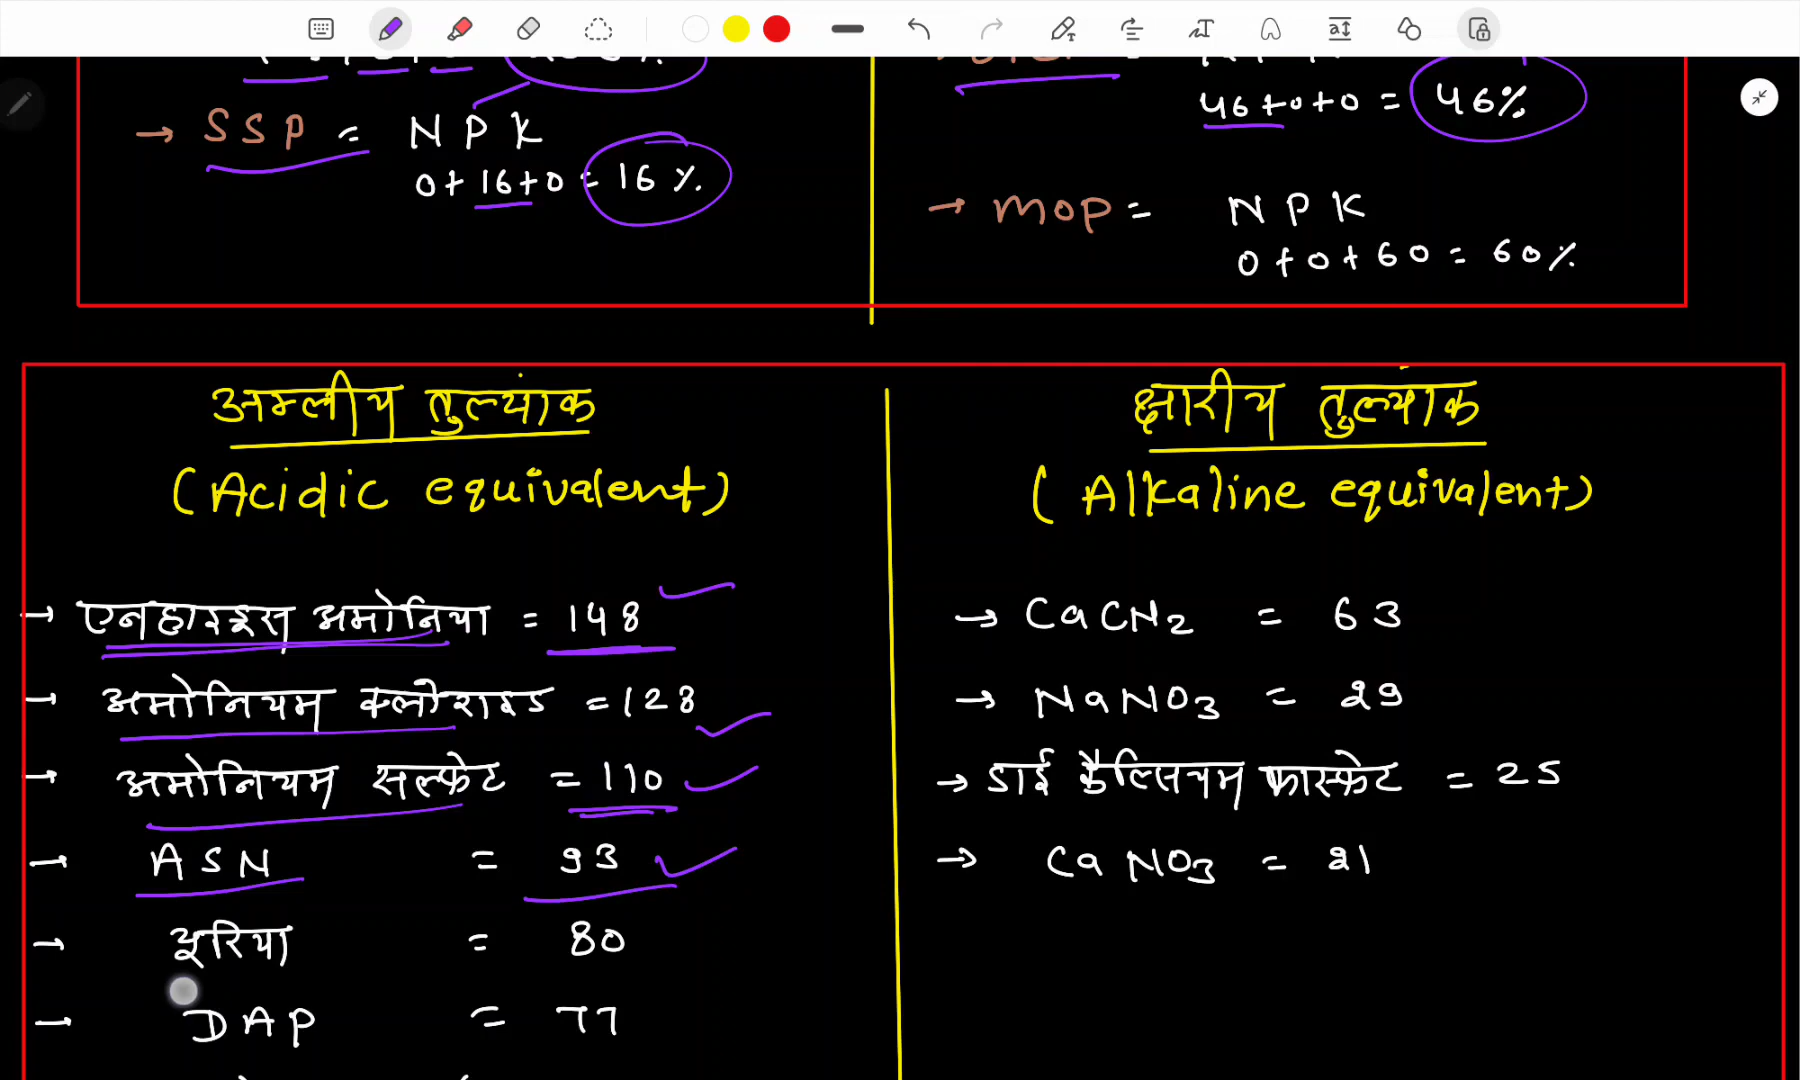 → SSP = N P K
0 + 16 + 0 = 16 %
46 + 0 + 0 = 46%
→ MOP = N P K
0 + 0 + 60 = 60%
अम्लीय तुल्यांक
(Acidic equivalent)
→ एनहाइड्रस अमोनिया = 148
→ अमोनियम क्लोराइड = 128
→ अमोनियम सल्फेट = 110
→ ASN = 93
→ यूरिया = 80
→ DAP = 77
क्षारीय तुल्यांक
(Alkaline equivalent)
→ CaCN2 = 63
→ NaNO3 = 29
→ डाई कैल्सियम फास्फेट = 25
→ CaNO3 = 21